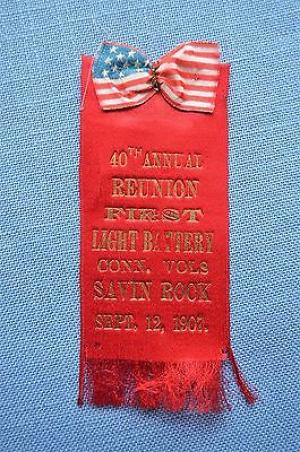 40TH ANNUAL
REUNION
FIRST
LIGHT BATTERY
CONN. VOLS
SAVIN ROCK
SEPT. 12, 1907.